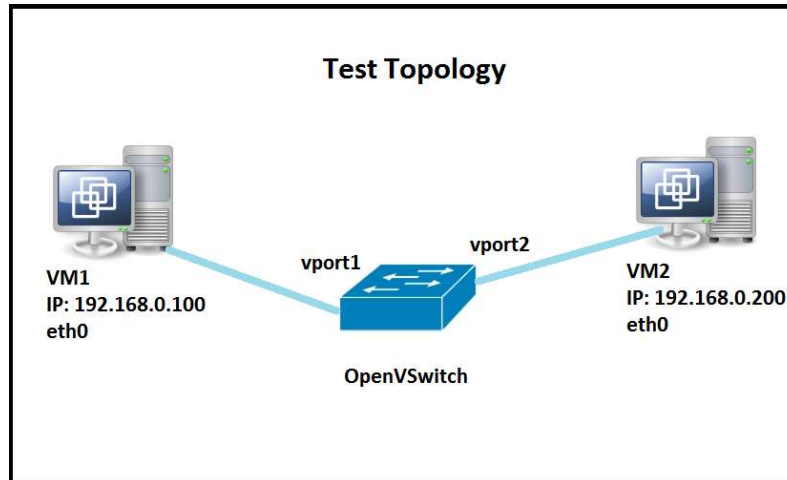 Test Topology
vport1
vport2
VM1
IP: 192.168.0.100
eth0
VM2
IP: 192.168.0.200
eth0
OpenVSwitch